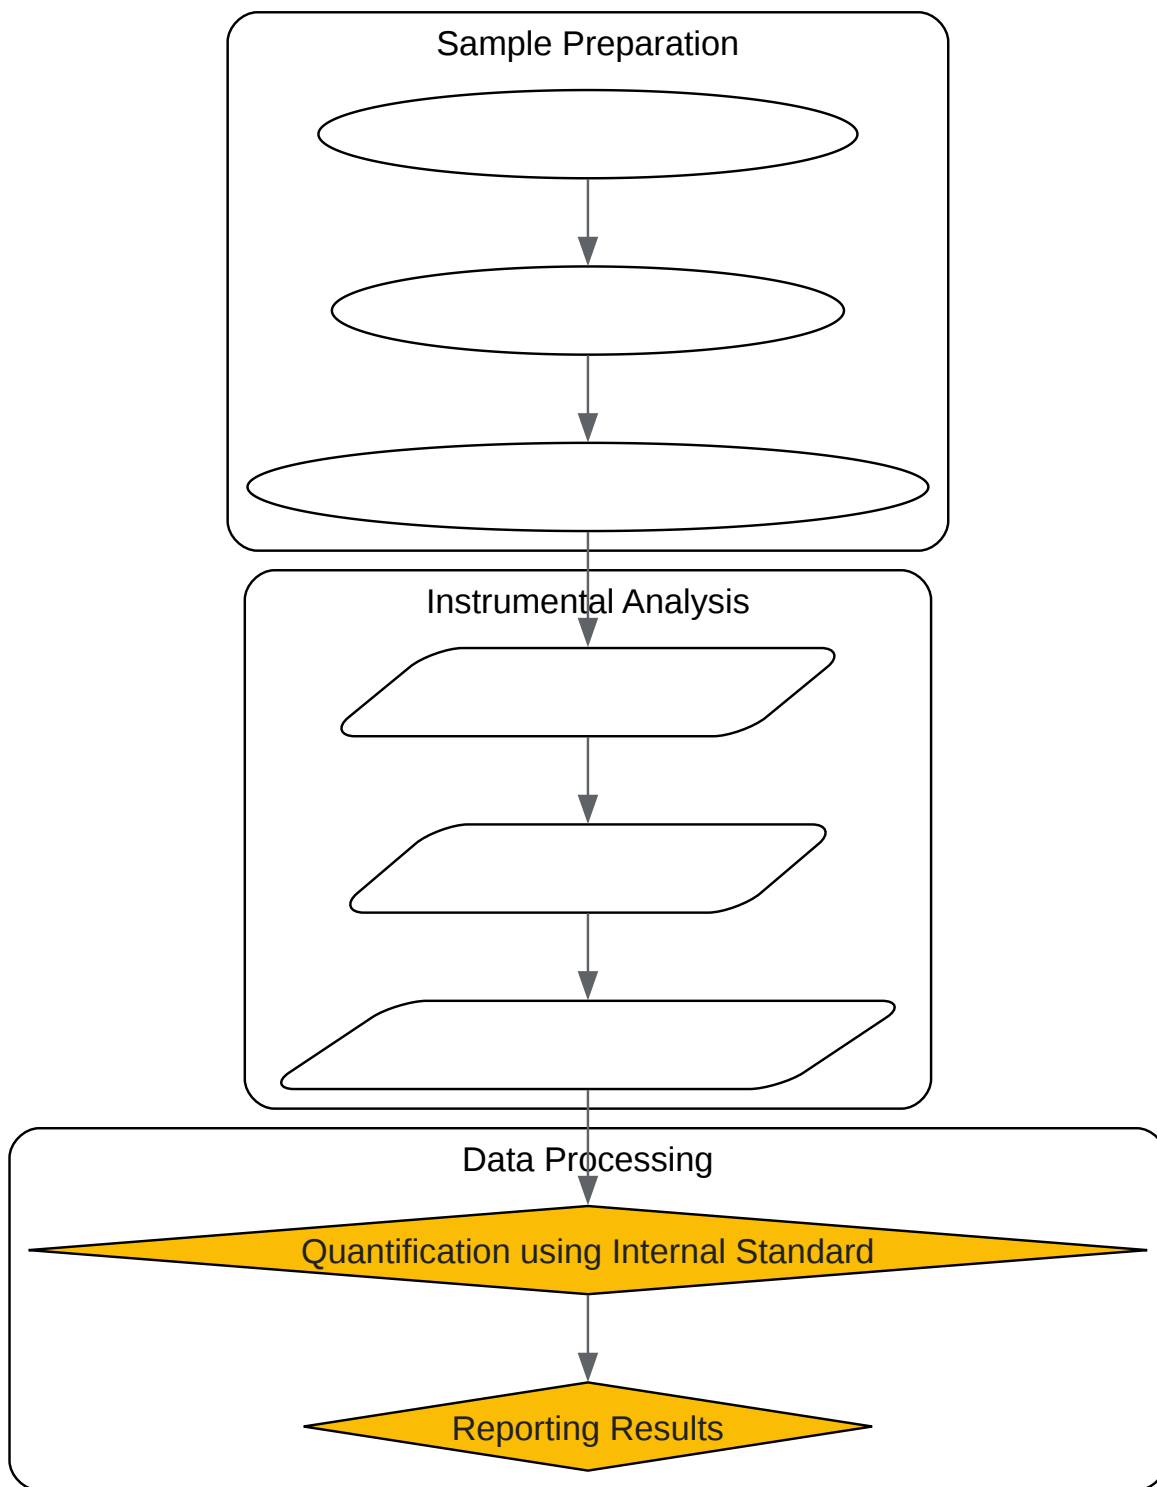 Sample Preparation
Instrumental Analysis
Data Processing
Quantification using Internal Standard
Reporting Results